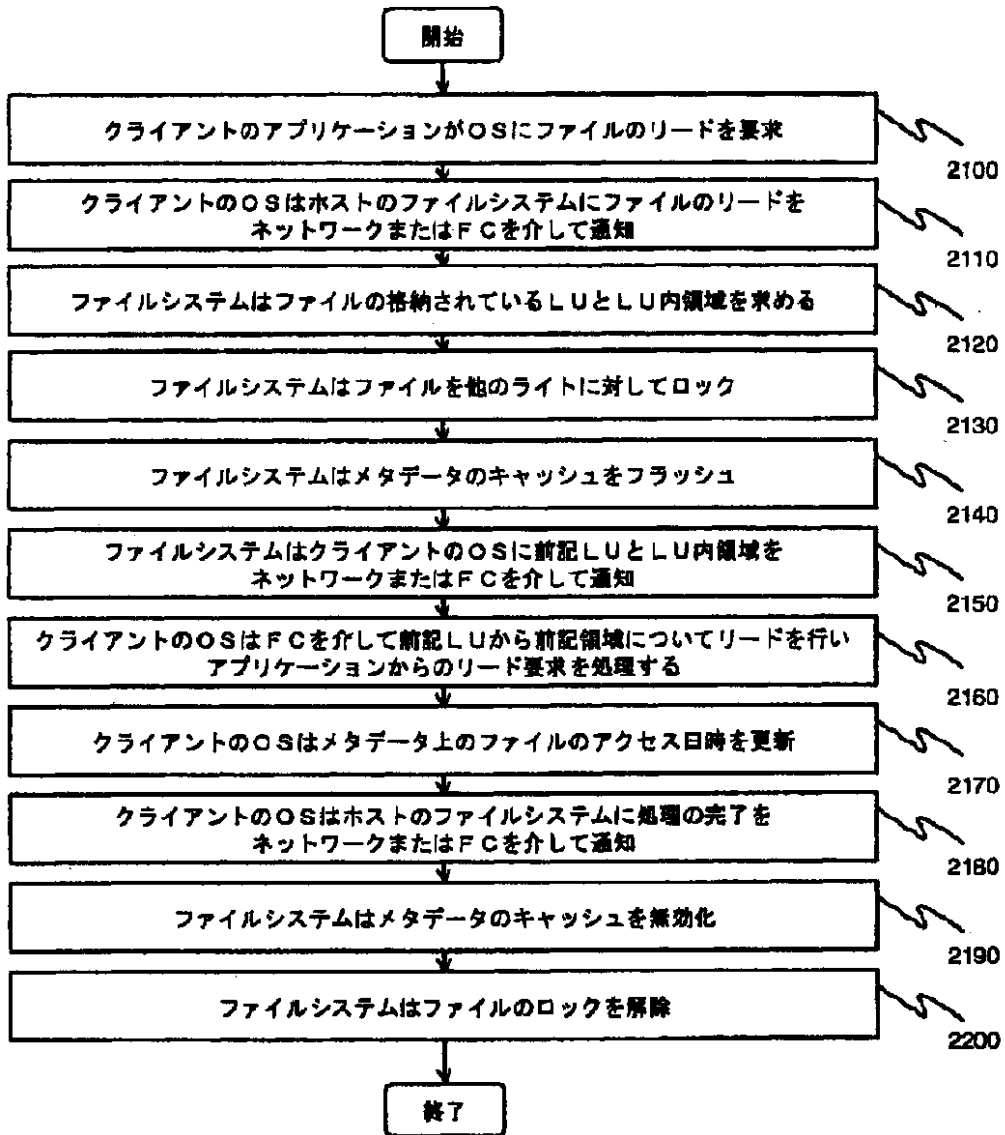 開始
クライアントのアプリケーションがＯＳにファイルのリードを要求
2100
クライアントのＯＳはホストのファイルシステムにファイルのリードを
ネットワークまたはＦＣを介して通知
2110
ファイルシステムはファイルの格納されているＬＵとＬＵ内領域を求める
2120
ファイルシステムはファイルを他のライトに対してロック
2130
ファイルシステムはメタデータのキャッシュをフラッシュ
2140
ファイルシステムはクライアントのＯＳに前記ＬＵとＬＵ内領域を
ネットワークまたはＦＣを介して通知
2150
クライアントのＯＳはＦＣを介して前記ＬＵから前記領域についてリードを行い
アプリケーションからのリード要求を処理する
2160
クライアントのＯＳはメタデータ上のファイルのアクセス日時を更新
2170
クライアントのＯＳはホストのファイルシステムに処理の完了を
ネットワークまたはＦＣを介して通知
2180
ファイルシステムはメタデータのキャッシュを無効化
2190
ファイルシステムはファイルのロックを解除
2200
終了